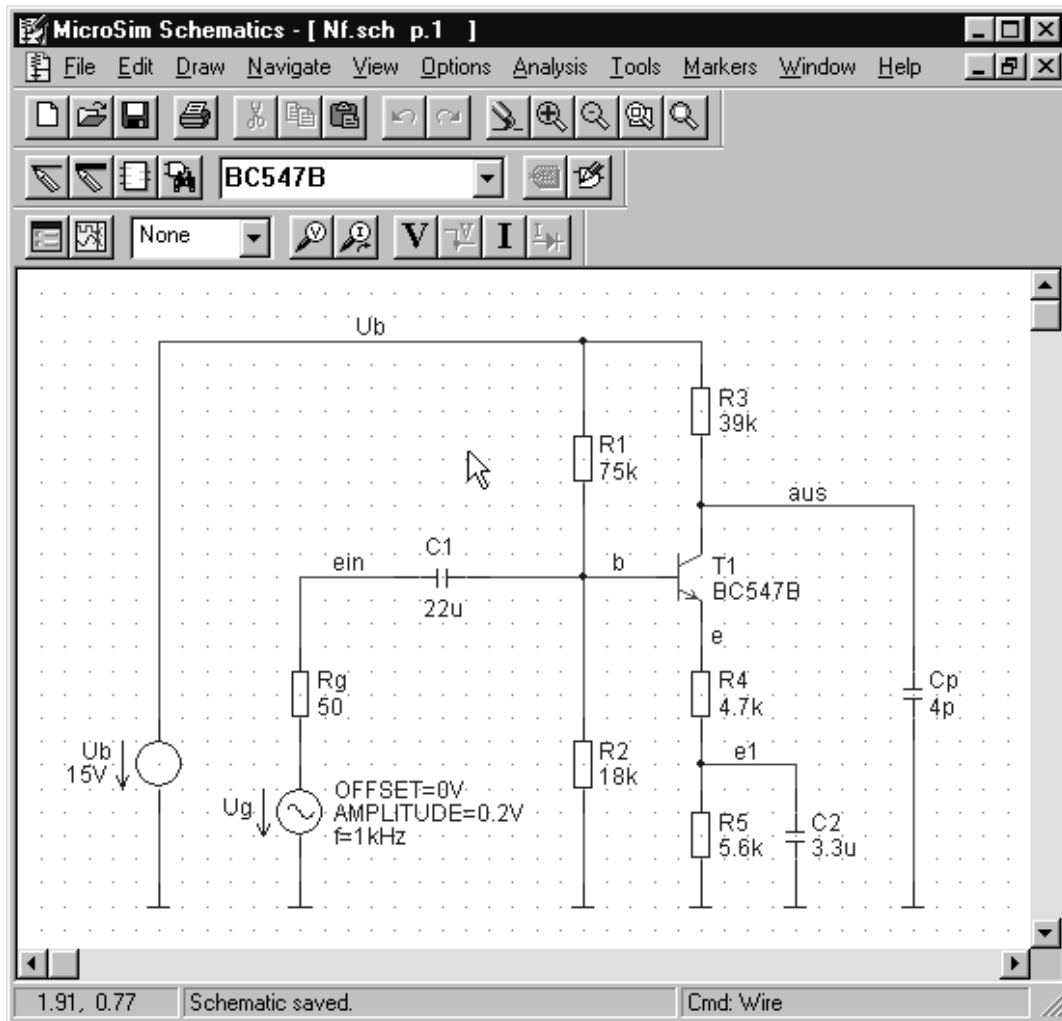 MicroSim Schematics - [ Nf.sch p.1 ]
File Edit Draw Navigate View Options Analysis Tools Markers Window Help
BC547B
None
V
V
V
I
I
I
Ub
R3
39k
R1
75k
aus
ein
C1
22u
b
T1
BC547B
e
Rg
50
R4
4.7k
Cp
4p
e1
Ub
15V
R2
18k
Ug
OFFSET=0V
AMPLITUDE=0.2V
f=1kHz
R5
5.6k
C2
3.3u
1.91, 0.77
Schematic saved.
Cmd: Wire